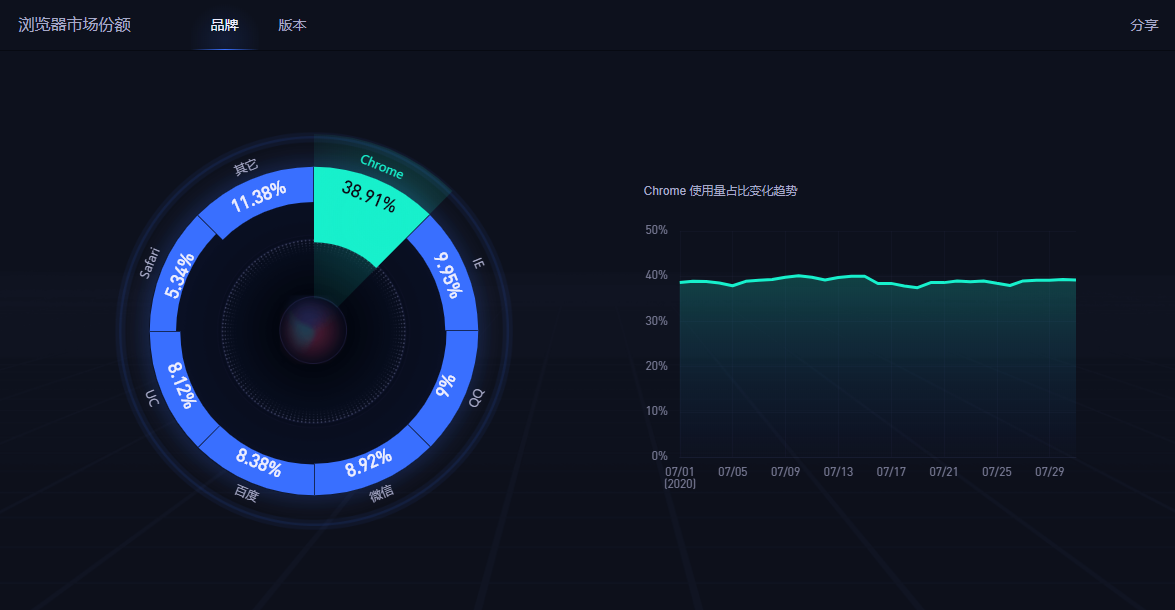 浏览器市场份额
品牌
版本
分享
Chrome
38.91%
IE
9.95%
QQ
9%
微信
8.92%
百度
8.38%
UC
8.12%
Safari
5.34%
其它
11.38%
Chrome 使用量占比变化趋势
50%
40%
30%
20%
10%
0%
07/01 07/05 07/09 07/13 07/17 07/21 07/25 07/29
(2020)